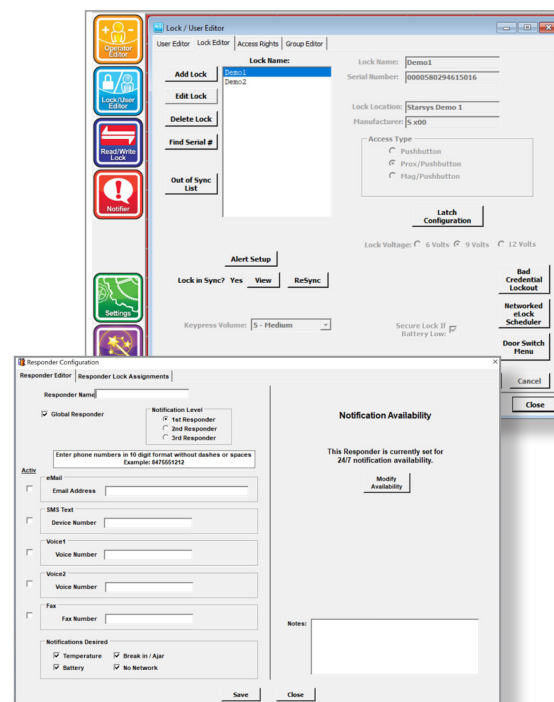 Operator
Editor
Lock/User
Editor
Read/Write
Lock
Notifier
Settings
Lock / User Editor
User Editor
Lock Editor
Access Rights
Group Editor
Lock Name:
Add Lock
Edit Lock
Delete Lock
Find Serial #
Out of Sync
List
Demo1
Demo2
Lock Name: Demo1
Serial Number: 0000580294615016
Lock Location: Starsys Demo 1
Manufacturer: S x00
Access Type
Pushbutton
Prox/Pushbutton
Mag/Pushbutton
Latch
Configuration
Lock Voltage: 6 Volts 9 Volts 12 Volts
Alert Setup
Lock in Sync? Yes View ReSync
Keypress Volume: 5 - Medium
Secure Lock If
Battery Low:
Bad
Credential
Lockout
Networked
eLock
Scheduler
Door Switch
Menu
Cancel
Close
Responder Configuration
Responder Editor
Responder Lock Assignments
Responder Name
Global Responder
Notification Level
1st Responder
2nd Responder
3rd Responder
Enter phone numbers in 10 digit format without dashes or spaces
Example: 8475551212
Activ
eMail
Email Address
SMS Text
Device Number
Voice1
Voice Number
Voice2
Voice Number
Fax
Fax Number
Notifications Desired
Temperature
Break in / Ajar
Battery
No Network
Notification Availability
This Responder is currently set for
24/7 notification availability.
Modify
Availability
Notes:
Save
Close